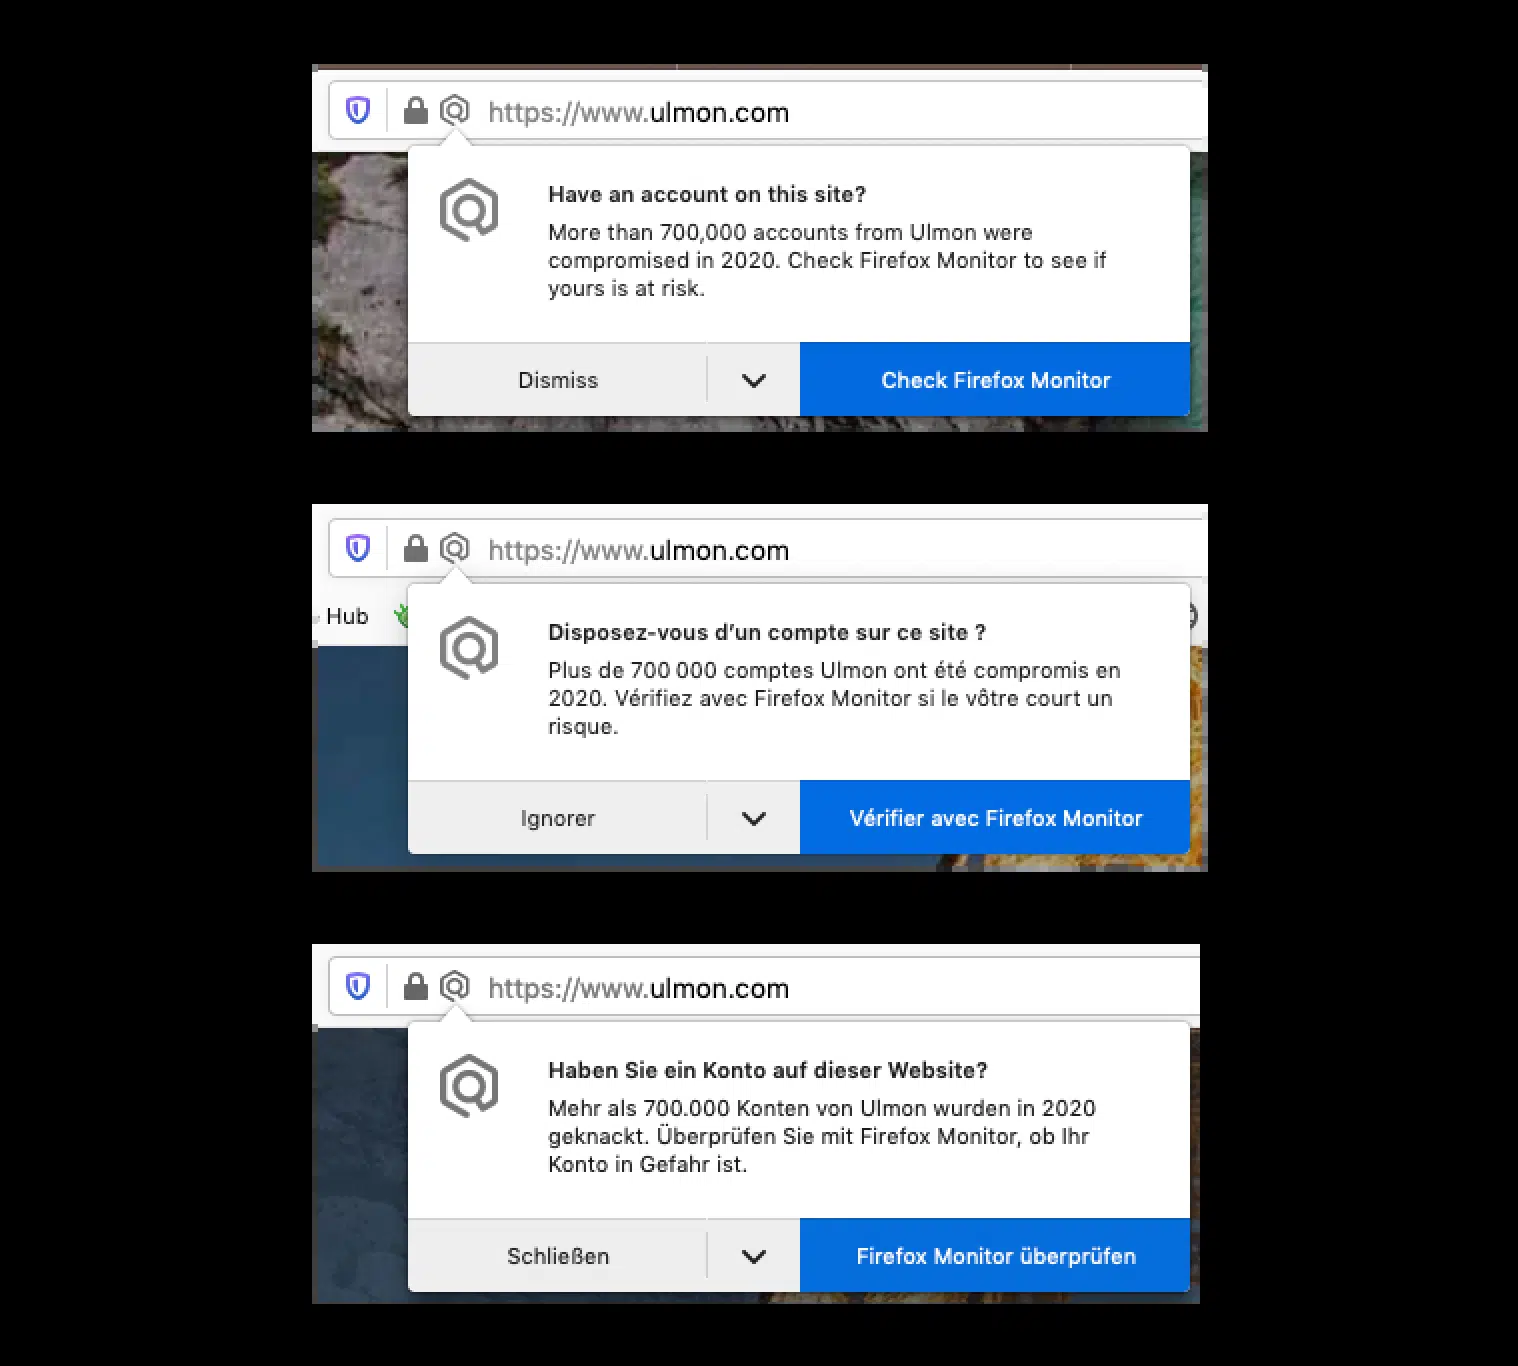 https://www.ulmon.com
Have an account on this site?
More than 700,000 accounts from Ulmon were
compromised in 2020. Check Firefox Monitor to see if
yours is at risk.
Dismiss
Check Firefox Monitor
https://www.ulmon.com
Hub
Disposez-vous d’un compte sur ce site ?
Plus de 700 000 comptes Ulmon ont été compromis en
2020. Vérifiez avec Firefox Monitor si le vôtre court un
risque.
Ignorer
Vérifier avec Firefox Monitor
https://www.ulmon.com
Haben Sie ein Konto auf dieser Website?
Mehr als 700.000 Konten von Ulmon wurden in 2020
geknackt. Überprüfen Sie mit Firefox Monitor, ob Ihr
Konto in Gefahr ist.
Schließen
Firefox Monitor überprüfen